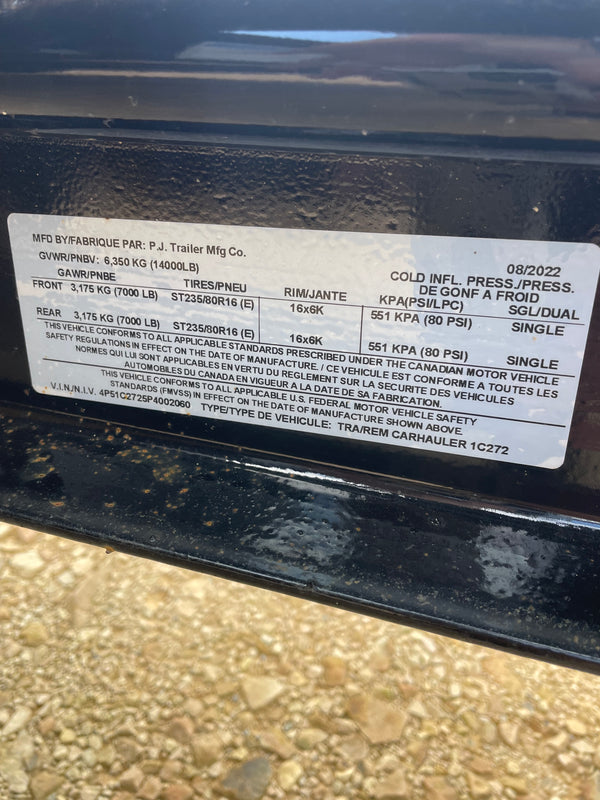 MFD BY/FABRIQUE PAR: P.J. Trailer Mfg Co. 08/2022
GVWR/PNBV: 6,350 KG (14000LB) COLD INFL. PRESS./PRESS.
GAWR/PNBE TIRES/PNEU RIM/JANTE DE GONF A FROID
KPA(PSI/LPC) SGL/DUAL
FRONT 3,175 KG (7000 LB) ST235/80R16 (E) 16x6K 551 KPA (80 PSI) SINGLE
REAR 3,175 KG (7000 LB) ST235/80R16 (E) 16x6K 551 KPA (80 PSI) SINGLE
THIS VEHICLE CONFORMS TO ALL APPLICABLE STANDARDS PRESCRIBED UNDER THE CANADIAN MOTOR VEHICLE
SAFETY REGULATIONS IN EFFECT ON THE DATE OF MANUFACTURE. / CE VEHICULE EST CONFORME A TOUTES LES
NORMES QUI LUI SONT APPLICABLES EN VERTU DU REGLEMENT SUR LA SECURITE DES VEHICULES
AUTOMOBILES DU CANADA EN VIGUEUR A LA DATE DE SA FABRICATION.
THIS VEHICLE CONFORMS TO ALL APPLICABLE U.S. FEDERAL MOTOR VEHICLE SAFETY
STANDARDS (FMVSS) IN EFFECT ON THE DATE OF MANUFACTURE SHOWN ABOVE
V.I.N./N.I.V. 4P51C2725P4002060 TYPE/TYPE DE VEHICULE: TRA/REM CARHAULER 1C272